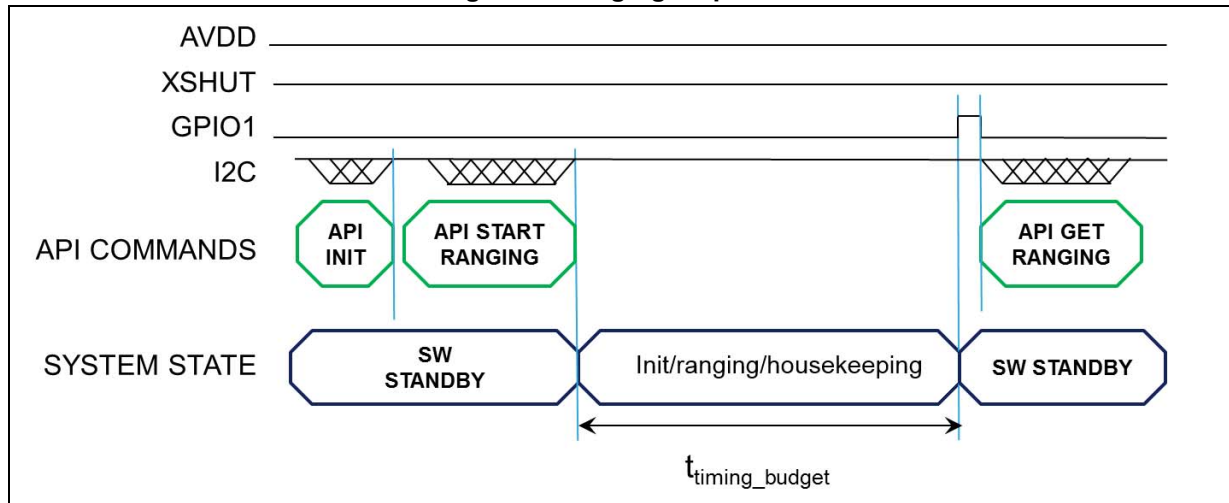 AVDD
XSHUT
GPIO1
I2C
API COMMANDS
API
INIT
API START
RANGING
API GET
RANGING
SYSTEM STATE
SW
STANDBY
Init/ranging/housekeeping
SW STANDBY
ttiming_budget